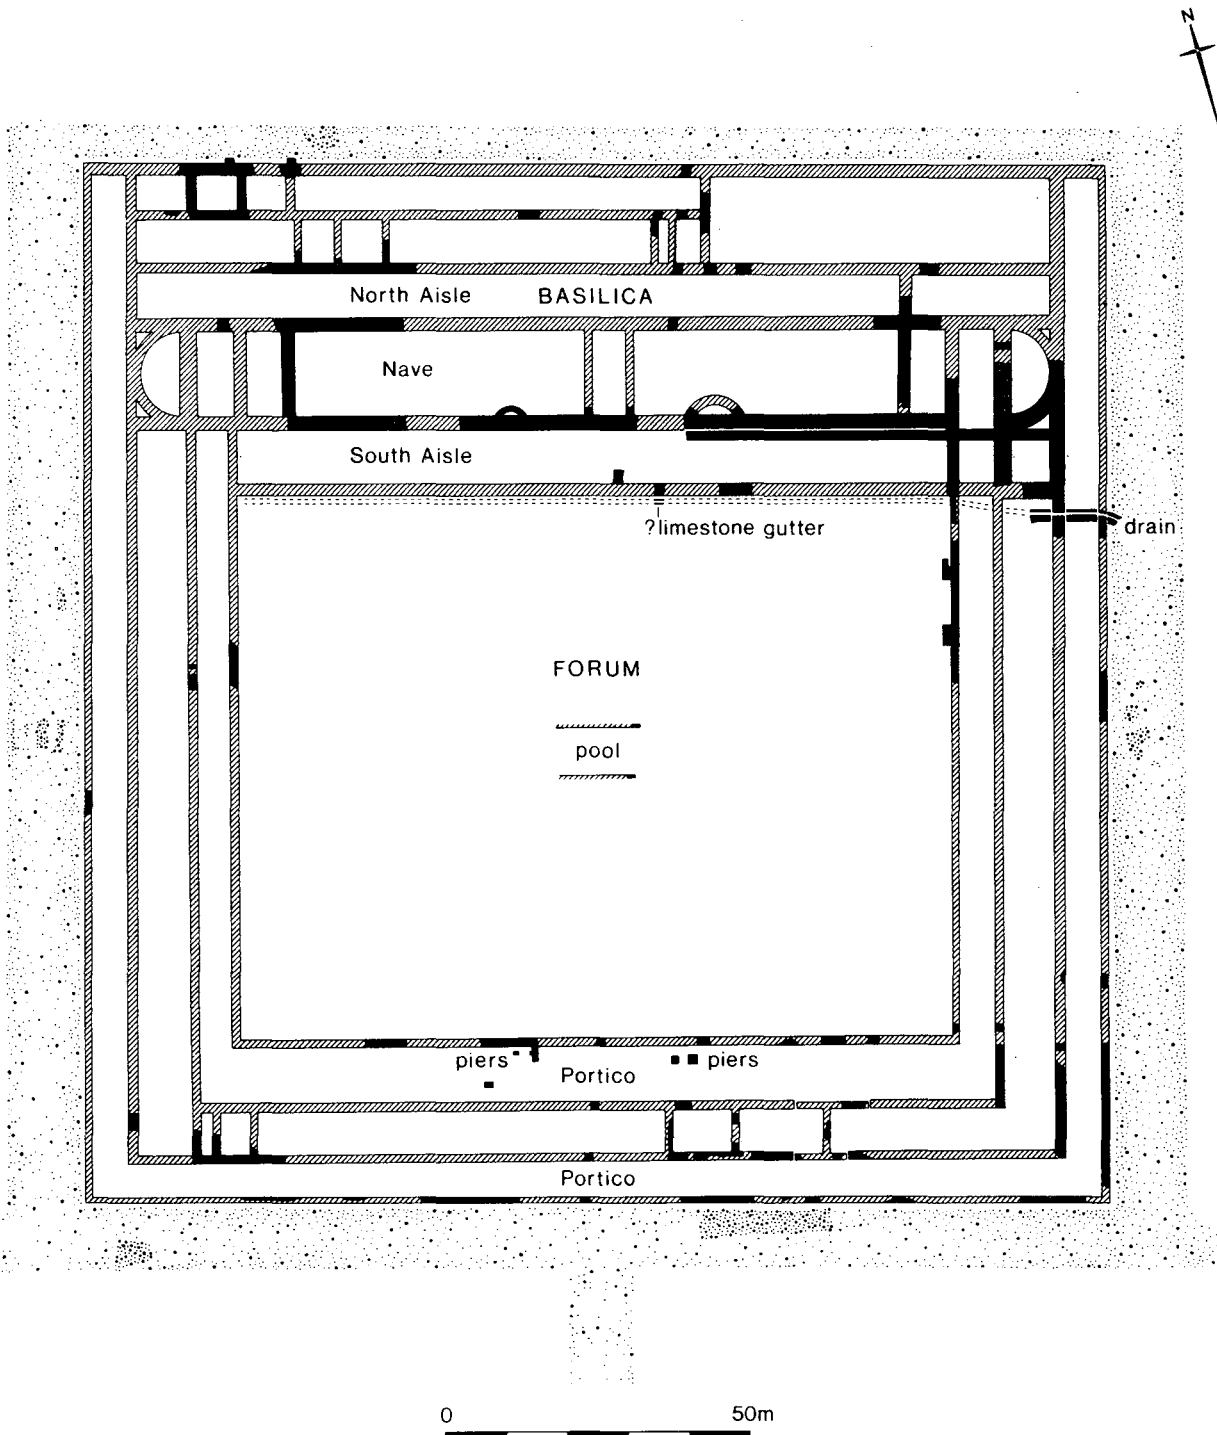 N
North Aisle BASILICA
Nave
South Aisle
?limestone gutter
drain
FORUM
pool
piers
piers
Portico
Portico
0 50m